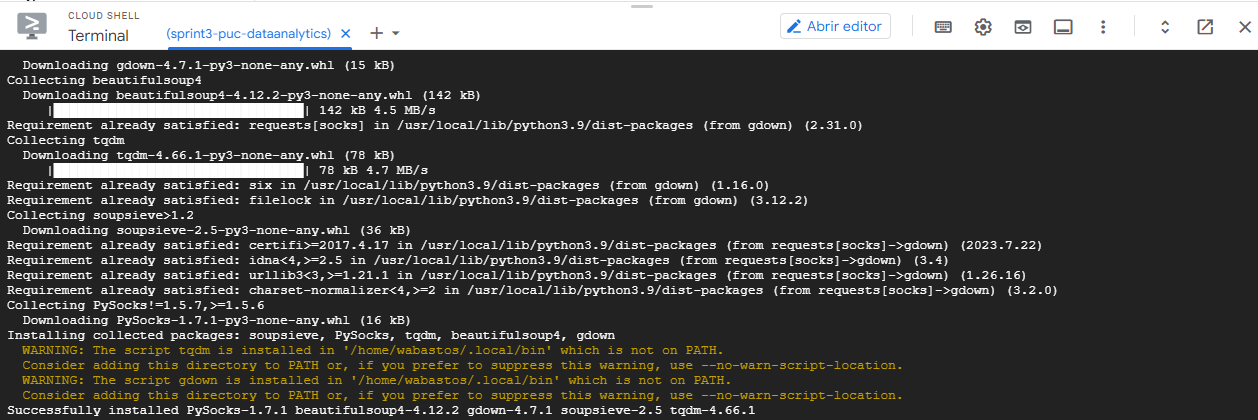 CLOUD SHELL
Terminal
(sprint3-puc-dataanalytics)
Abrir editor
Downloading gdown-4.7.1-py3-none-any.whl (15 kB)
Collecting beautifulsoup4
Downloading beautifulsoup4-4.12.2-py3-none-any.whl (142 kB)
| 142 kB 4.5 MB/s
Requirement already satisfied: requests[socks] in /usr/local/lib/python3.9/dist-packages (from gdown) (2.31.0)
Collecting tqdm
Downloading tqdm-4.66.1-py3-none-any.whl (78 kB)
| 78 kB 4.7 MB/s
Requirement already satisfied: six in /usr/local/lib/python3.9/dist-packages (from gdown) (1.16.0)
Requirement already satisfied: filelock in /usr/local/lib/python3.9/dist-packages (from gdown) (3.12.2)
Collecting soupsieve>1.2
Downloading soupsieve-2.5-py3-none-any.whl (36 kB)
Requirement already satisfied: certifi>=2017.4.17 in /usr/local/lib/python3.9/dist-packages (from requests[socks]->gdown) (2023.7.22)
Requirement already satisfied: idna<4,>=2.5 in /usr/local/lib/python3.9/dist-packages (from requests[socks]->gdown) (3.4)
Requirement already satisfied: urllib3<3,>=1.21.1 in /usr/local/lib/python3.9/dist-packages (from requests[socks]->gdown) (1.26.16)
Requirement already satisfied: charset-normalizer<4,>=2 in /usr/local/lib/python3.9/dist-packages (from requests[socks]->gdown) (3.2.0)
Collecting PySocks!=1.5.7,>=1.5.6
Downloading PySocks-1.7.1-py3-none-any.whl (16 kB)
Installing collected packages: soupsieve, PySocks, tqdm, beautifulsoup4, gdown
WARNING: The script tqdm is installed in '/home/wabastos/.local/bin' which is not on PATH.
Consider adding this directory to PATH or, if you prefer to suppress this warning, use --no-warn-script-location.
WARNING: The script gdown is installed in '/home/wabastos/.local/bin' which is not on PATH.
Consider adding this directory to PATH or, if you prefer to suppress this warning, use --no-warn-script-location.
Successfully installed PySocks-1.7.1 beautifulsoup4-4.12.2 gdown-4.7.1 soupsieve-2.5 tqdm-4.66.1